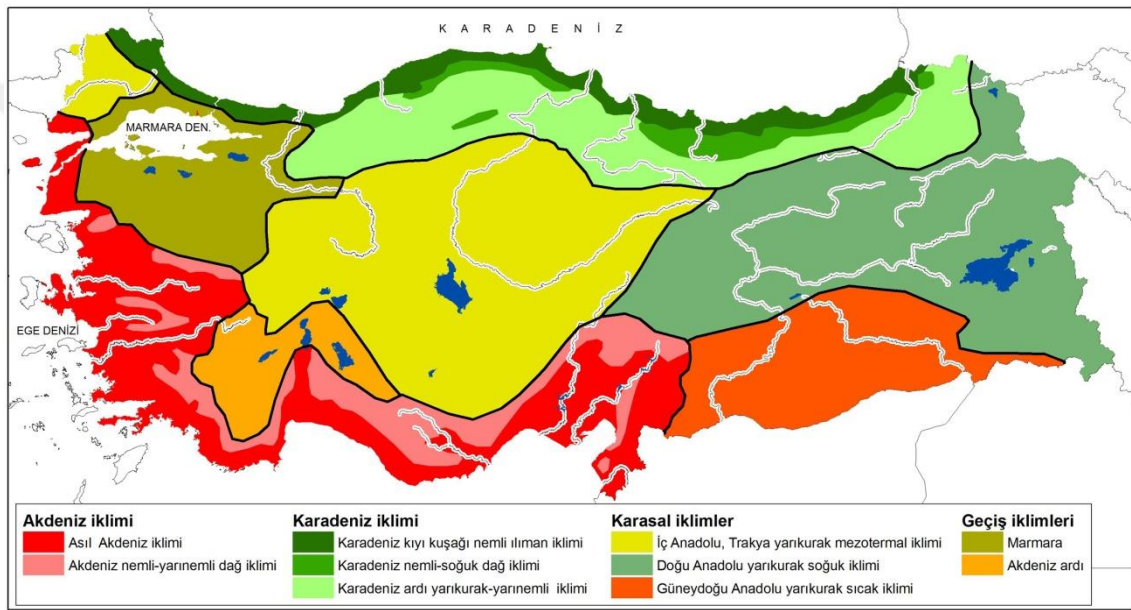 K A R A D E N İ Z
MARMARA DEN.
EGE DENİZİ
Akdeniz iklimi
Asıl Akdeniz iklimi
Akdeniz nemli-yarınemli dağ iklimi
Karadeniz iklimi
Karadeniz kıyı kuşağı nemli ılıman iklimi
Karadeniz nemli-soğuk dağ iklimi
Karadeniz ardı yarıkurak-yarınemli iklimi
Karasal iklimler
İç Anadolu, Trakya yarıkurak mezotermal iklimi
Doğu Anadolu yarıkurak soğuk iklimi
Güneydoğu Anadolu yarıkurak sıcak iklimi
Geçiş iklimleri
Marmara
Akdeniz ardı